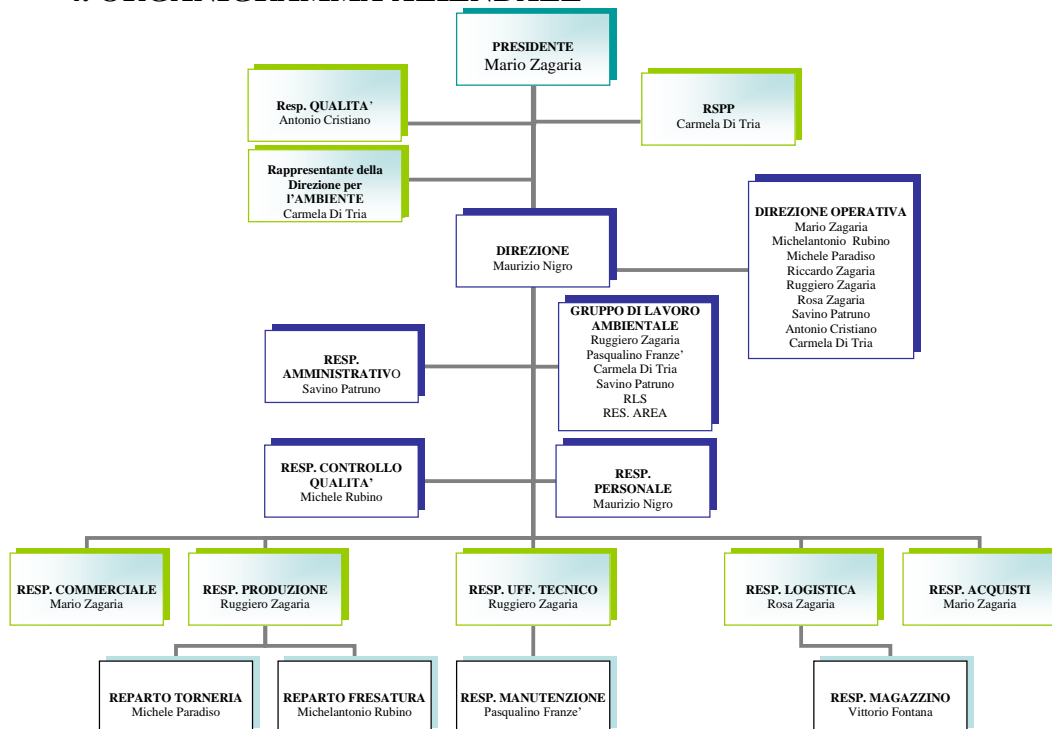 4. ORGANIGRAMMA AZIENDALE
PRESIDENTE
Mario Zagaria
Resp. QUALITA’
Antonio Cristiano
RSPP
Carmela Di Tria
Rappresentante della
Direzione per
l’AMBIENTE
Carmela Di Tria
DIREZIONE
Maurizio Nigro
DIREZIONE OPERATIVA
Mario Zagaria
Michelantonio Rubino
Michele Paradiso
Riccardo Zagaria
Ruggiero Zagaria
Rosa Zagaria
Savino Patruno
Antonio Cristiano
Carmela Di Tria
RESP.
AMMINISTRATIVO
Savino Patruno
GRUPPO DI LAVORO
AMBIENTALE
Ruggiero Zagaria
Pasqualino Franze’
Carmela Di Tria
Savino Patruno
RLS
RES. AREA
RESP. CONTROLLO
QUALITA’
Michele Rubino
RESP.
PERSONALE
Maurizio Nigro
RESP. COMMERCIALE
Mario Zagaria
RESP. PRODUZIONE
Ruggiero Zagaria
RESP. UFF. TECNICO
Ruggiero Zagaria
RESP. LOGISTICA
Rosa Zagaria
RESP. ACQUISTI
Mario Zagaria
REPARTO TORNERIA
Michele Paradiso
REPARTO FRESATURA
Michelantonio Rubino
RESP. MANUTENZIONE
Pasqualino Franze’
RESP. MAGAZZINO
Vittorio Fontana